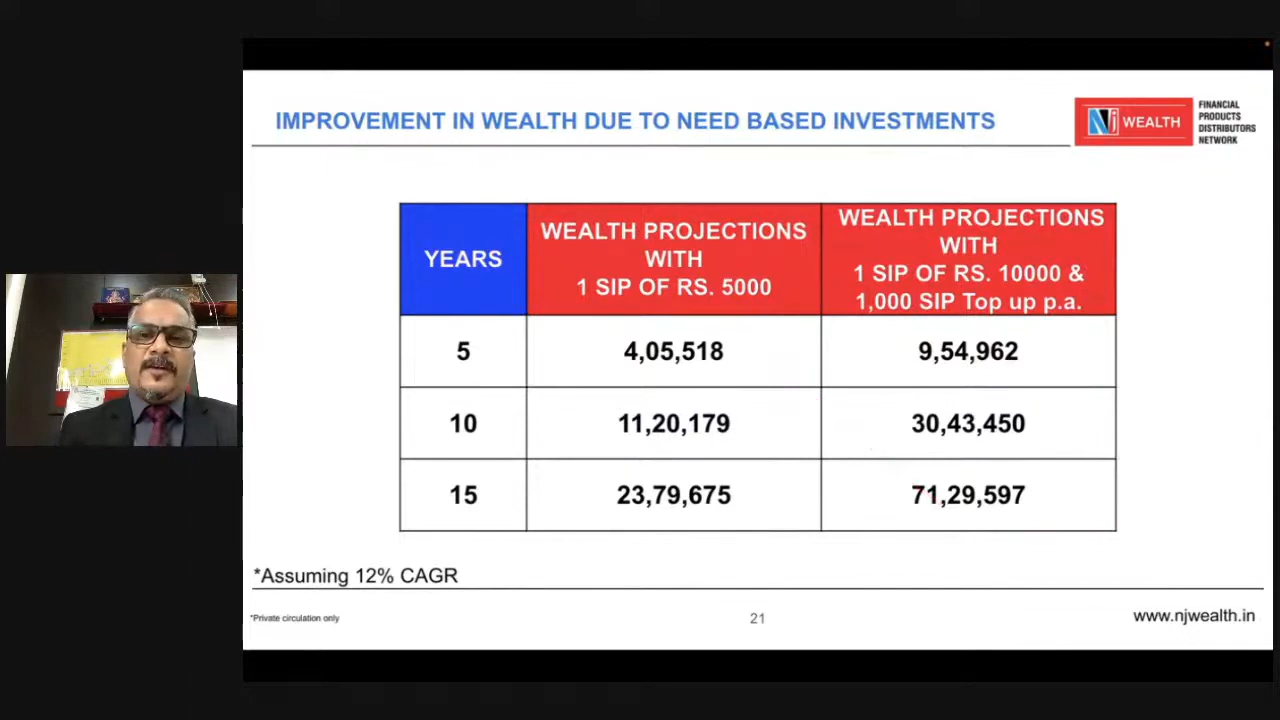 IMPROVEMENT IN WEALTH DUE TO NEED BASED INVESTMENTS
Nj WEALTH
FINANCIAL
PRODUCTS
DISTRIBUTORS
NETWORK
YEARS
WEALTH PROJECTIONS
WITH
1 SIP OF RS. 5000
WEALTH PROJECTIONS
WITH
1 SIP OF RS. 10000 &
1,000 SIP Top up p.a.
5 4,05,518 9,54,962
10 11,20,179 30,43,450
15 23,79,675 71,29,597
*Assuming 12% CAGR
*Private circulation only
21
www.njwealth.in